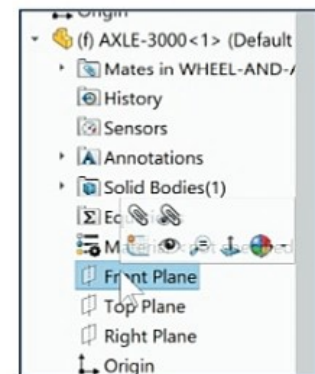 Origin
(f) AXLE-3000<1> (Default
Mates in WHEEL-AND-
History
Sensors
Annotations
Solid Bodies(1)
Front Plane
Top Plane
Right Plane
Origin